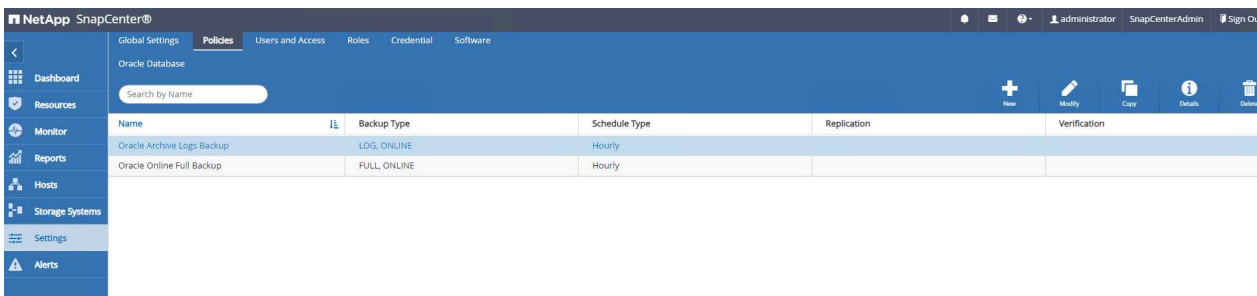 NetApp SnapCenter®
administrator SnapCenterAdmin Sign Ou
Global Settings Policies Users and Access Roles Credential Software
Oracle Database
Search by Name
New Modify Copy Details Delete
Name Backup Type Schedule Type Replication Verification
Oracle Archive Logs Backup LOG, ONLINE Hourly
Oracle Online Full Backup FULL, ONLINE Hourly
Dashboard
Resources
Monitor
Reports
Hosts
Storage Systems
Settings
Alerts